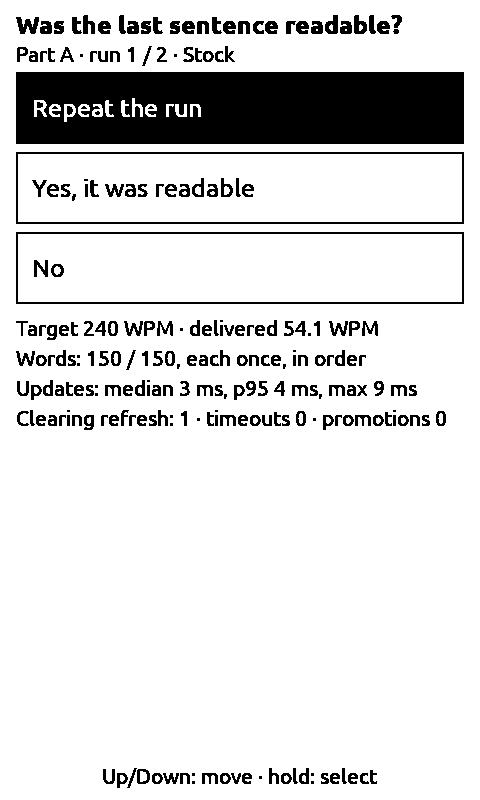 Was the last sentence readable?
Part A · run 1 / 2 · Stock
Repeat the run
Yes, it was readable
No
Target 240 WPM · delivered 54.1 WPM
Words: 150 / 150, each once, in order
Updates: median 3 ms, p95 4 ms, max 9 ms
Clearing refresh: 1 · timeouts 0 · promotions 0
Up/Down: move · hold: select